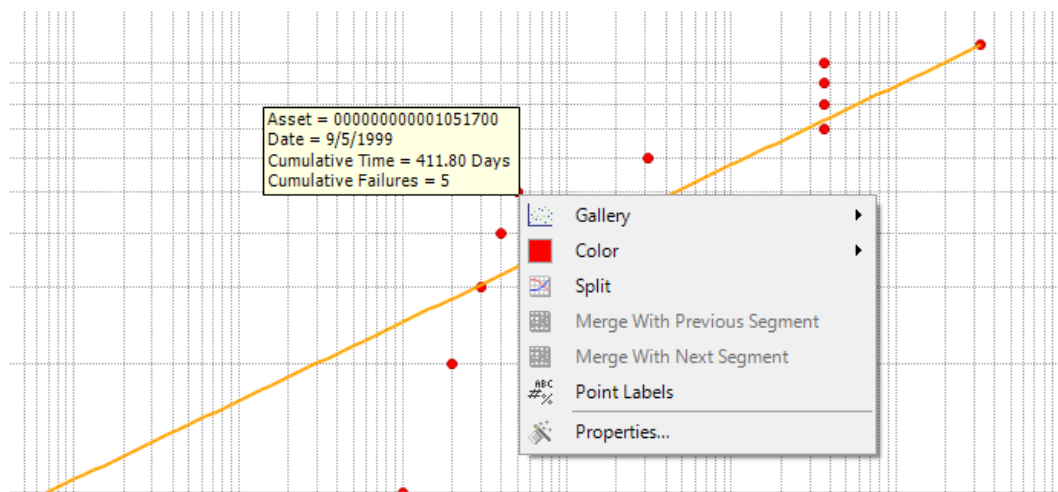 Asset = 000000000001051700
Date = 9/5/1999
Cumulative Time = 411.80 Days
Cumulative Failures = 5
Gallery
Color
Split
Merge With Previous Segment
Merge With Next Segment
ABC
#%
Point Labels
Properties...